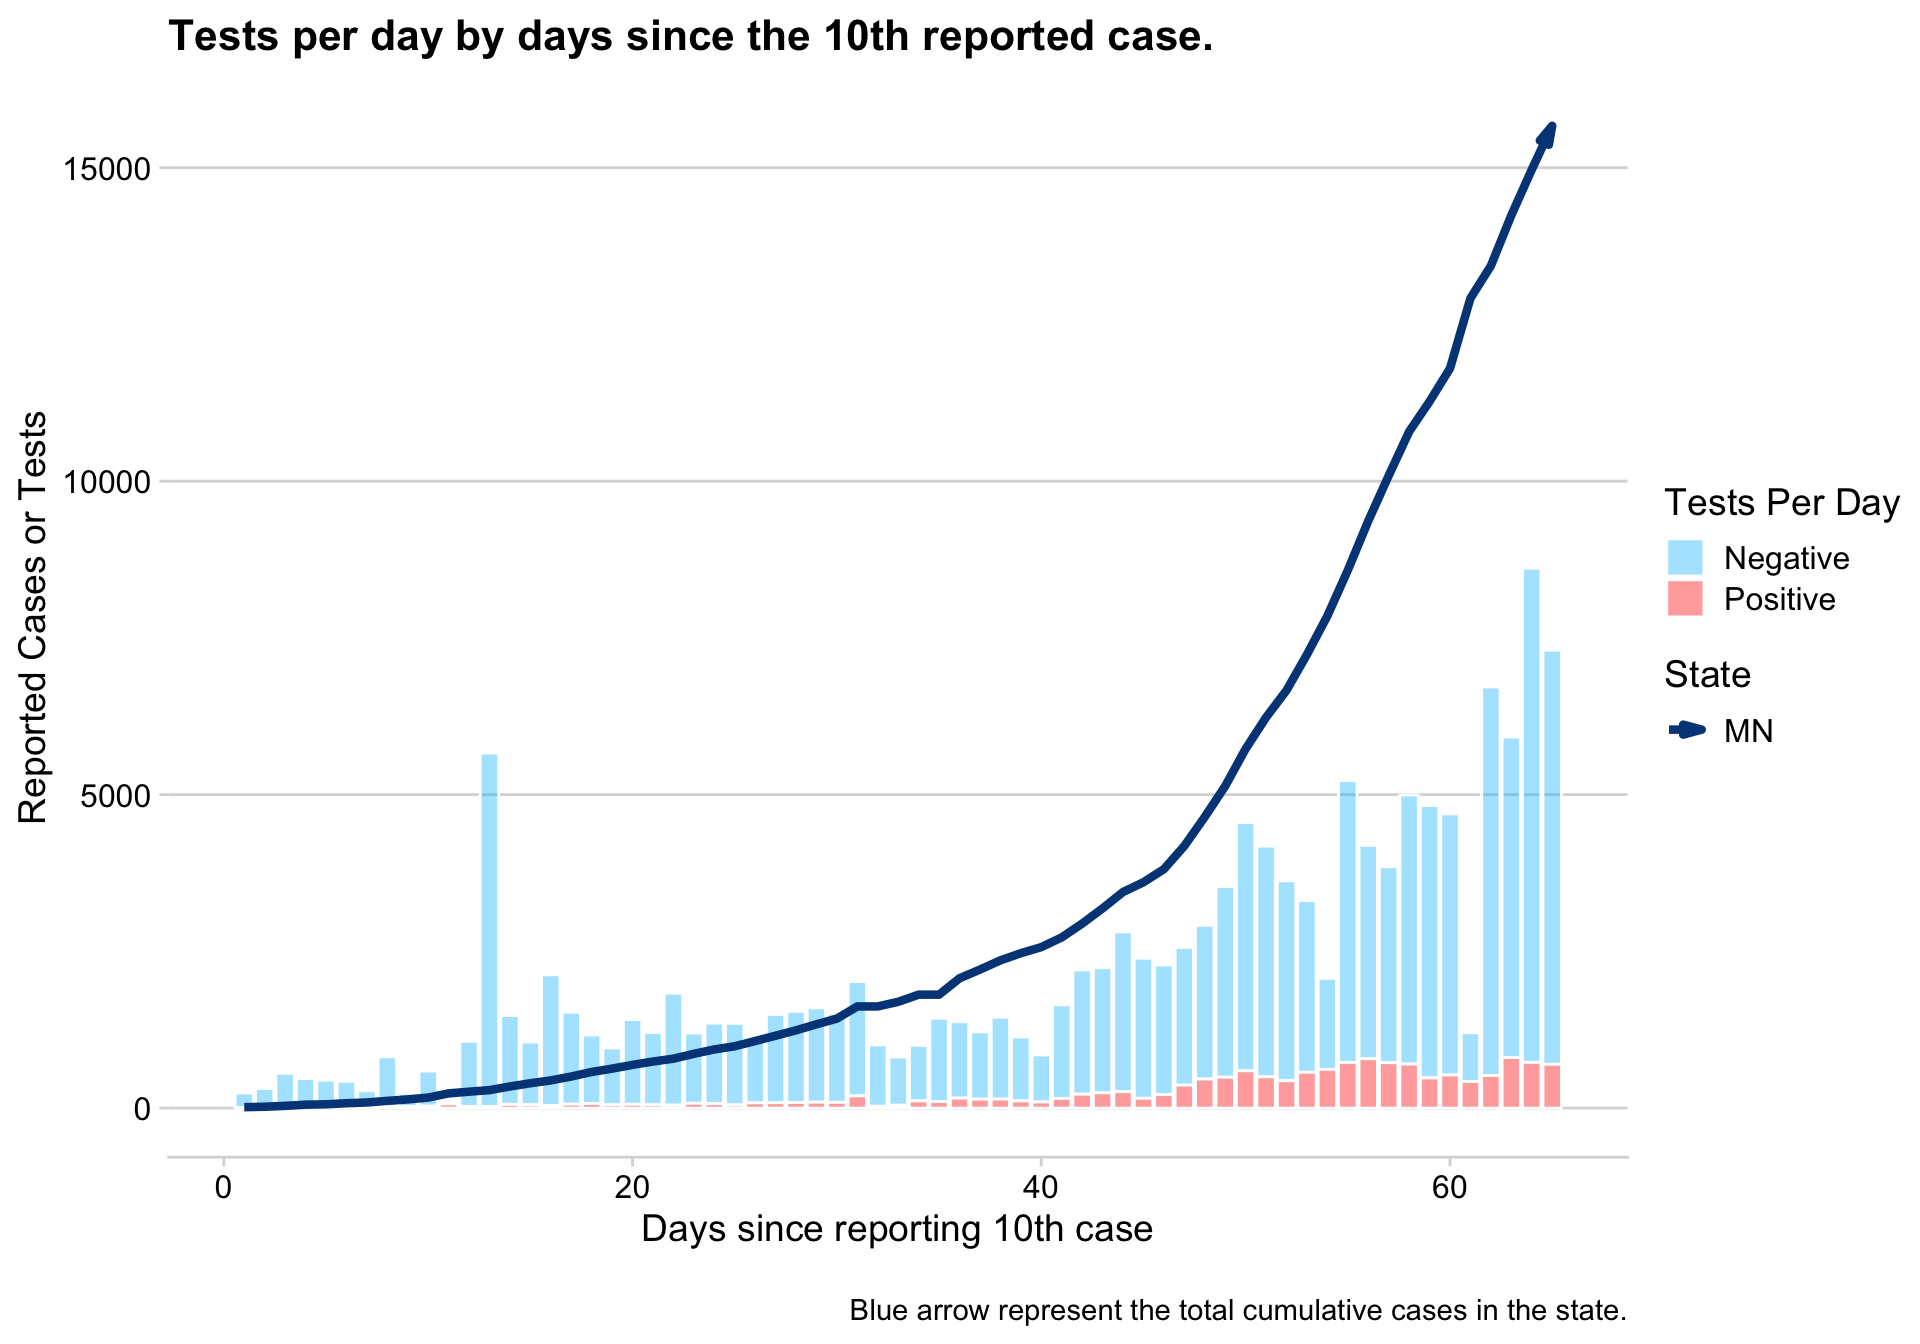 Tests per day by days since the 10th reported case.
15000
10000
5000
0
Reported Cases or Tests
0 20 40 60
Days since reporting 10th case
Tests Per Day
Negative
Positive
State
MN
Blue arrow represent the total cumulative cases in the state.